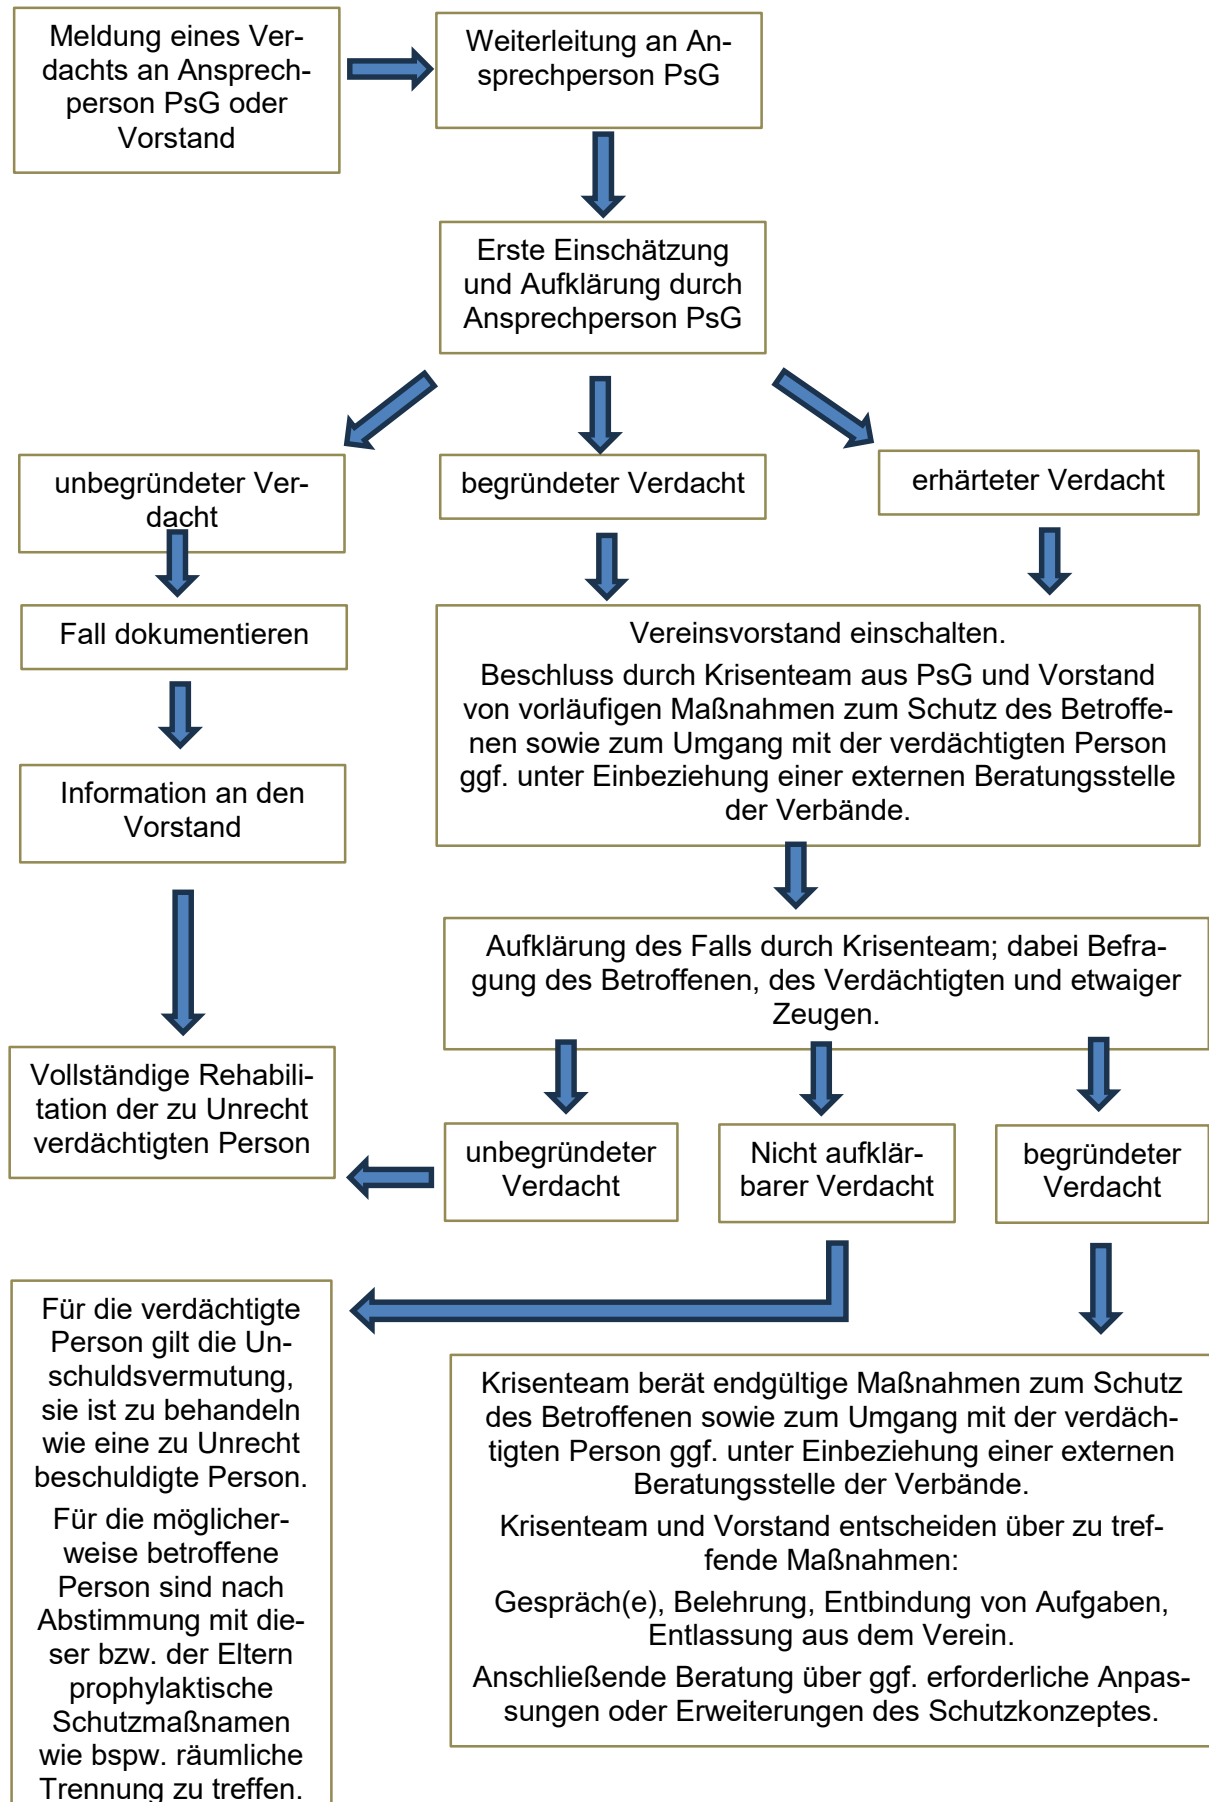 Meldung eines Ver-
dachts an Ansprech-
person PsG oder
Vorstand
Weiterleitung an An-
sprechperson PsG
Erste Einschätzung
und Aufklärung durch
Ansprechperson PsG
unbegründeter Ver-
dacht
begründeter Verdacht
erhärteter Verdacht
Fall dokumentieren
Information an den
Vorstand
Vereinsvorstand einschalten.
Beschluss durch Krisenteam aus PsG und Vorstand
von vorläufigen Maßnahmen zum Schutz des Betroffe-
nen sowie zum Umgang mit der verdächtigten Person
ggf. unter Einbeziehung einer externen Beratungsstelle
der Verbände.
Aufklärung des Falls durch Krisenteam; dabei Befra-
gung des Betroffenen, des Verdächtigten und etwaiger
Zeugen.
Vollständige Rehabili-
tation der zu Unrecht
verdächtigten Person
unbegründeter
Verdacht
Nicht aufklär-
barer Verdacht
begründeter
Verdacht
Für die verdächtigte
Person gilt die Un-
schuldsvermutung,
sie ist zu behandeln
wie eine zu Unrecht
beschuldigte Person.
Für die möglicher-
weise betroffene
Person sind nach
Abstimmung mit die-
ser bzw. der Eltern
prophylaktische
Schutzmaßnamen
wie bspw. räumliche
Trennung zu treffen.
Krisenteam berät endgültige Maßnahmen zum Schutz
des Betroffenen sowie zum Umgang mit der verdäch-
tigten Person ggf. unter Einbeziehung einer externen
Beratungsstelle der Verbände.
Krisenteam und Vorstand entscheiden über zu tref-
fende Maßnahmen:
Gespräch(e), Belehrung, Entbindung von Aufgaben,
Entlassung aus dem Verein.
Anschließende Beratung über ggf. erforderliche Anpas-
sungen oder Erweiterungen des Schutzkonzeptes.